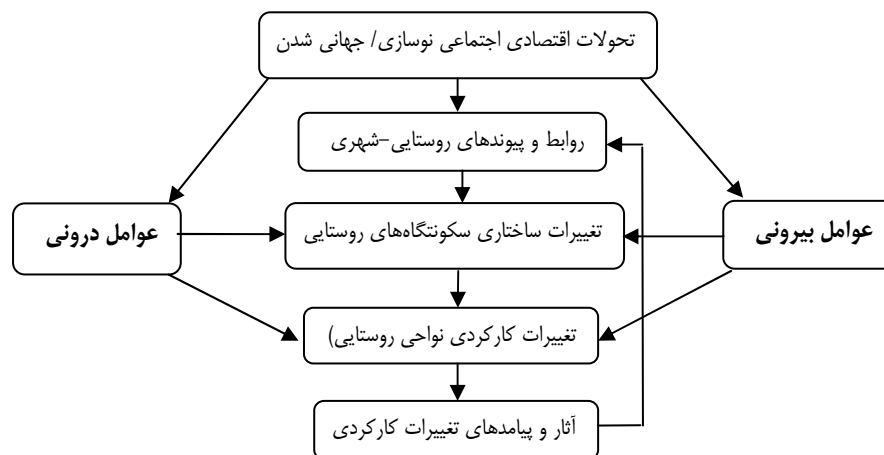 تحولات اقتصادی اجتماعی نوسازی/ جهانی شدن
روابط و پیوندهای روستایی–شهری
عوامل بیرونی
تغییرات ساختاری سکونتگاه‌های روستایی
عوامل درونی
تغییرات کارکردی نواحی روستایی)
آثار و پیامدهای تغییرات کارکردی